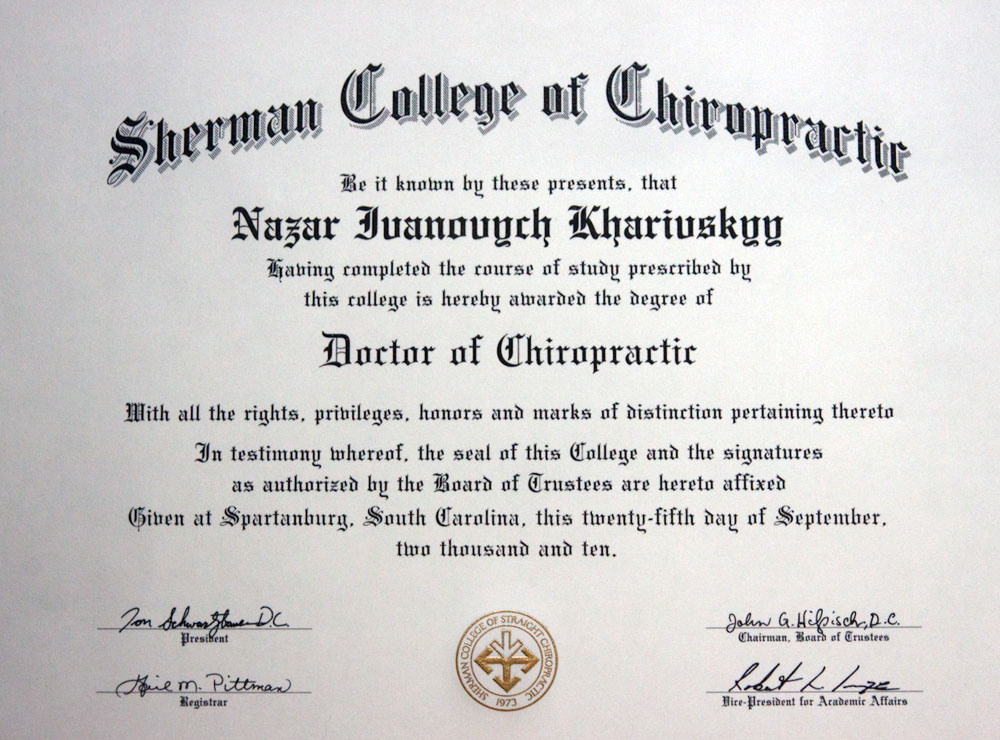 Sherman College of Chiropractic
Be it known by these presents, that
Nazar Ivanovych Kharivskyy
Having completed the course of study prescribed by
this college is hereby awarded the degree of
Doctor of Chiropractic
With all the rights, privileges, honors and marks of distinction pertaining thereto
In testimony whereof, the seal of this College and the signatures
as authorized by the Board of Trustees are hereto affixed
Given at Spartanburg, South Carolina, this twenty-fifth day of September,
two thousand and ten.
D.C.
President
John G. Hilpisch, D.C.
Chairman, Board of Trustees
M. Pittman
Registrar
Robert L.
Vice-President for Academic Affairs
SHERMAN COLLEGE OF STRAIGHT CHIROPRACTIC
1973